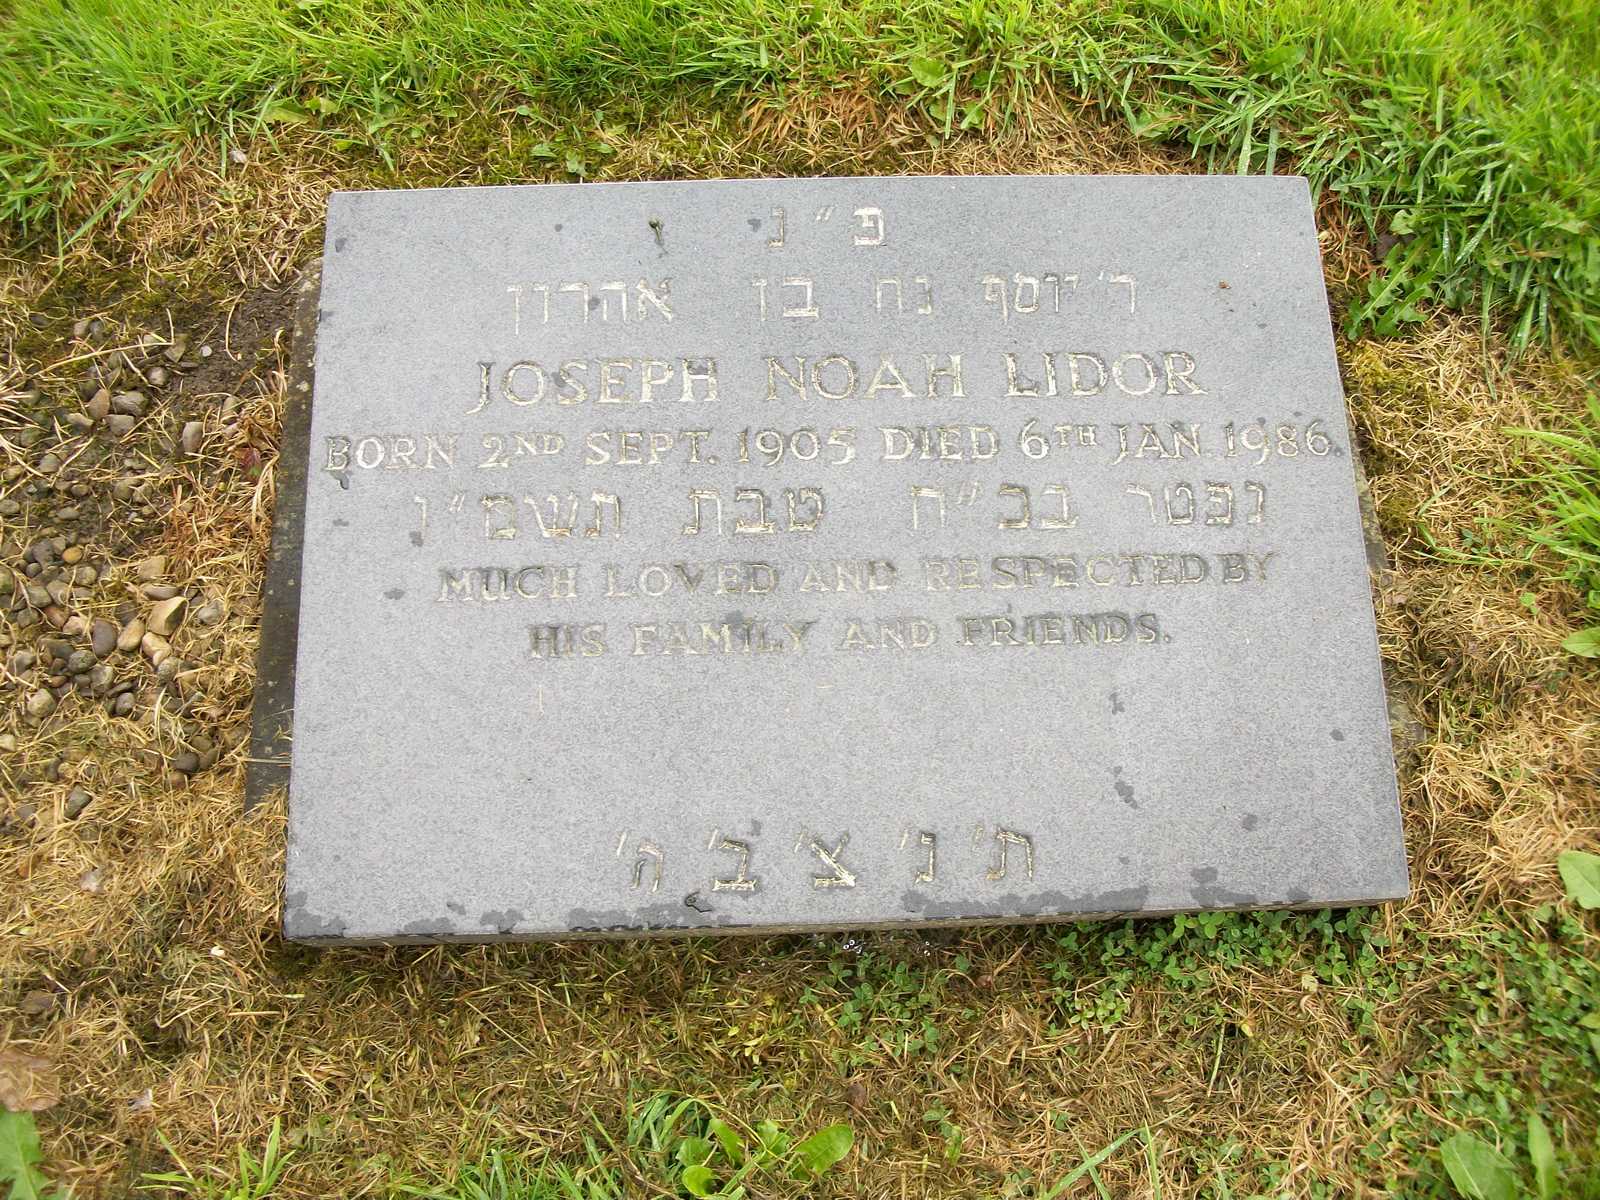 פ״נ
ר׳ יוסף נח בן אהרון
JOSEPH NOAH LIDOR
BORN 2ND SEPT. 1905 DIED 6TH JAN. 1986
נפטר בכ״ח טבת תשמ״ו
MUCH LOVED AND RESPECTED BY
HIS FAMILY AND FRIENDS.
ת׳ נ׳ צ׳ ב׳ ה׳